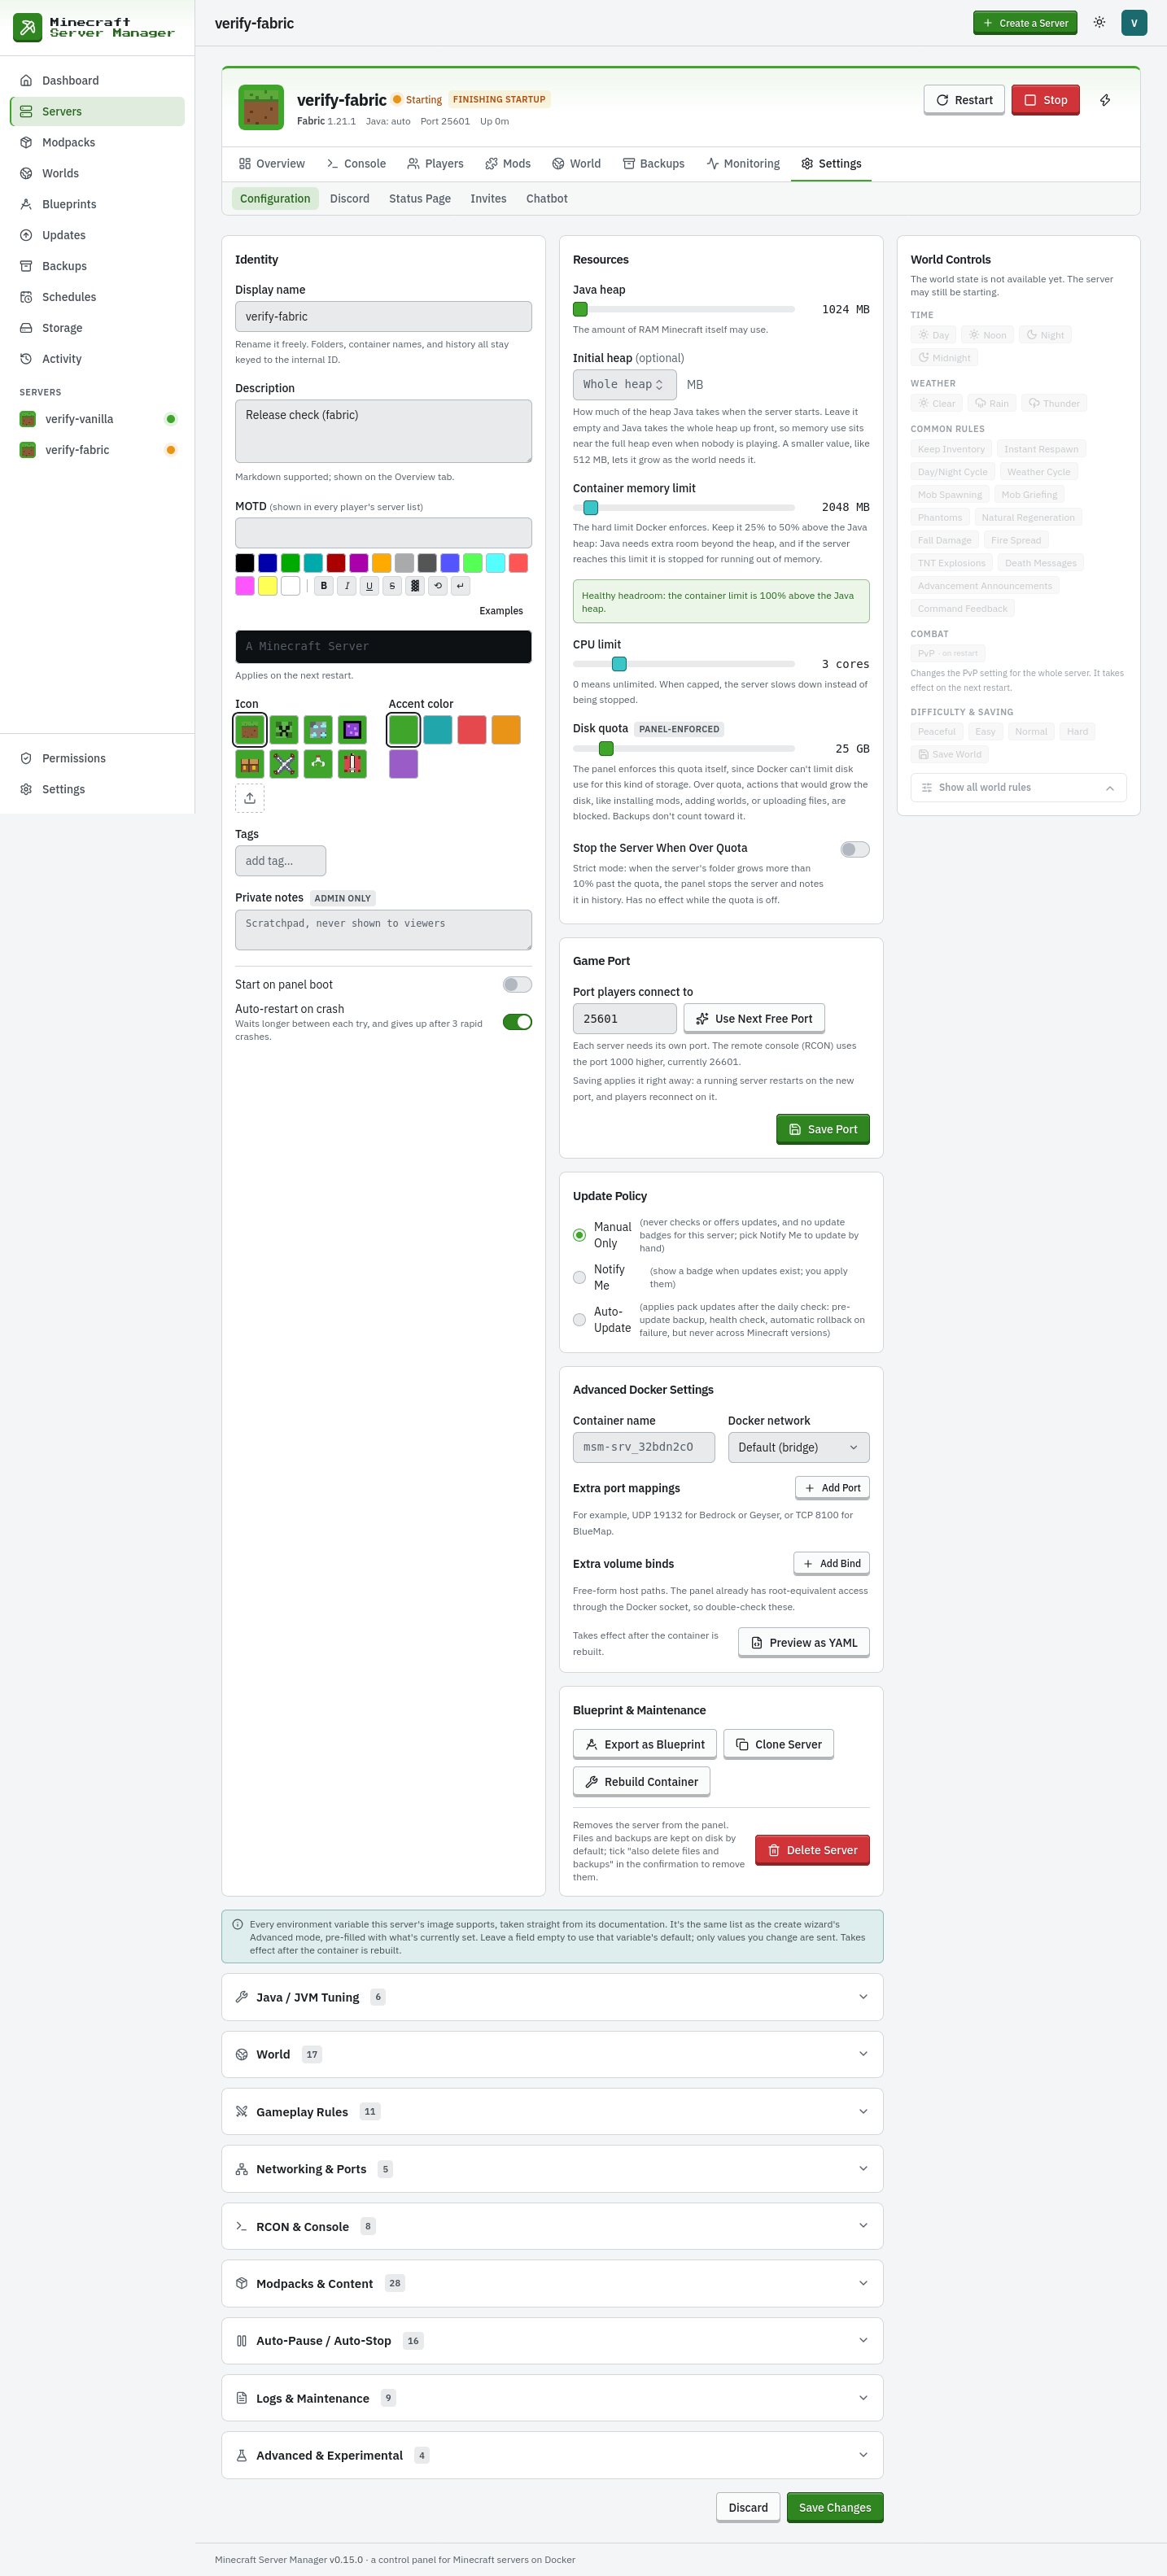 Minecraft
Server Manager
Dashboard
Servers
Modpacks
Worlds
Blueprints
Updates
Backups
Schedules
Storage
Activity
SERVERS
verify-vanilla
verify-fabric
Permissions
Settings
verify-fabric
Create a Server
V
verify-fabric Starting FINISHING STARTUP
Fabric 1.21.1 Java: auto Port 25601 Up 0m
Restart
Stop
Overview Console Players Mods World Backups Monitoring Settings
Configuration Discord Status Page Invites Chatbot
Identity
Display name
verify-fabric
Rename it freely. Folders, container names, and history all stay
keyed to the internal ID.
Description
Release check (fabric)
Markdown supported; shown on the Overview tab.
MOTD (shown in every player's server list)
B I U S
Examples
A Minecraft Server
Applies on the next restart.
Icon
Accent color
Tags
add tag...
Private notes ADMIN ONLY
Scratchpad, never shown to viewers
Start on panel boot
Auto-restart on crash
Waits longer between each try, and gives up after 3 rapid
crashes.
Resources
Java heap
1024 MB
The amount of RAM Minecraft itself may use.
Initial heap (optional)
Whole heap MB
How much of the heap Java takes when the server starts. Leave it
empty and Java takes the whole heap up front, so memory use sits
near the full heap even when nobody is playing. A smaller value, like
512 MB, lets it grow as the world needs it.
Container memory limit
2048 MB
The hard limit Docker enforces. Keep it 25% to 50% above the Java
heap: Java needs extra room beyond the heap, and if the server
reaches this limit it is stopped for running out of memory.
Healthy headroom: the container limit is 100% above the Java
heap.
CPU limit
3 cores
0 means unlimited. When capped, the server slows down instead of
being stopped.
Disk quota PANEL-ENFORCED
25 GB
The panel enforces this quota itself, since Docker can't limit disk
use for this kind of storage. Over quota, actions that would grow the
disk, like installing mods, adding worlds, or uploading files, are
blocked. Backups don't count toward it.
Stop the Server When Over Quota
Strict mode: when the server's folder grows more than
10% past the quota, the panel stops the server and notes
it in history. Has no effect while the quota is off.
Game Port
Port players connect to
25601
Use Next Free Port
Each server needs its own port. The remote console (RCON) uses
the port 1000 higher, currently 26601.
Saving applies it right away: a running server restarts on the new
port, and players reconnect on it.
Save Port
Update Policy
Manual
Only
(never checks or offers updates, and no update
badges for this server; pick Notify Me to update by
hand)
Notify
Me
(show a badge when updates exist; you apply
them)
Auto-
Update
(applies pack updates after the daily check: pre-
update backup, health check, automatic rollback on
failure, but never across Minecraft versions)
Advanced Docker Settings
Container name
msm-srv_32bdn2cO
Docker network
Default (bridge)
Extra port mappings
Add Port
For example, UDP 19132 for Bedrock or Geyser, or TCP 8100 for
BlueMap.
Extra volume binds
Add Bind
Free-form host paths. The panel already has root-equivalent access
through the Docker socket, so double-check these.
Takes effect after the container is
rebuilt.
Preview as YAML
Blueprint & Maintenance
Export as Blueprint
Clone Server
Rebuild Container
Removes the server from the panel.
Files and backups are kept on disk by
default; tick "also delete files and
backups" in the confirmation to remove
them.
Delete Server
World Controls
The world state is not available yet. The server
may still be starting.
TIME
Day Noon Night
Midnight
WEATHER
Clear Rain Thunder
COMMON RULES
Keep Inventory Instant Respawn
Day/Night Cycle Weather Cycle
Mob Spawning Mob Griefing
Phantoms Natural Regeneration
Fall Damage Fire Spread
TNT Explosions Death Messages
Advancement Announcements
Command Feedback
COMBAT
PvP · on restart
Changes the PvP setting for the whole server. It takes
effect on the next restart.
DIFFICULTY & SAVING
Peaceful Easy Normal Hard
Save World
Show all world rules
Every environment variable this server's image supports, taken straight from its documentation. It's the same list as the create wizard's
Advanced mode, pre-filled with what's currently set. Leave a field empty to use that variable's default; only values you change are sent. Takes
effect after the container is rebuilt.
Java / JVM Tuning 6
World 17
Gameplay Rules 11
Networking & Ports 5
RCON & Console 8
Modpacks & Content 28
Auto-Pause / Auto-Stop 16
Logs & Maintenance 9
Advanced & Experimental 4
Discard
Save Changes
Minecraft Server Manager v0.15.0 · a control panel for Minecraft servers on Docker